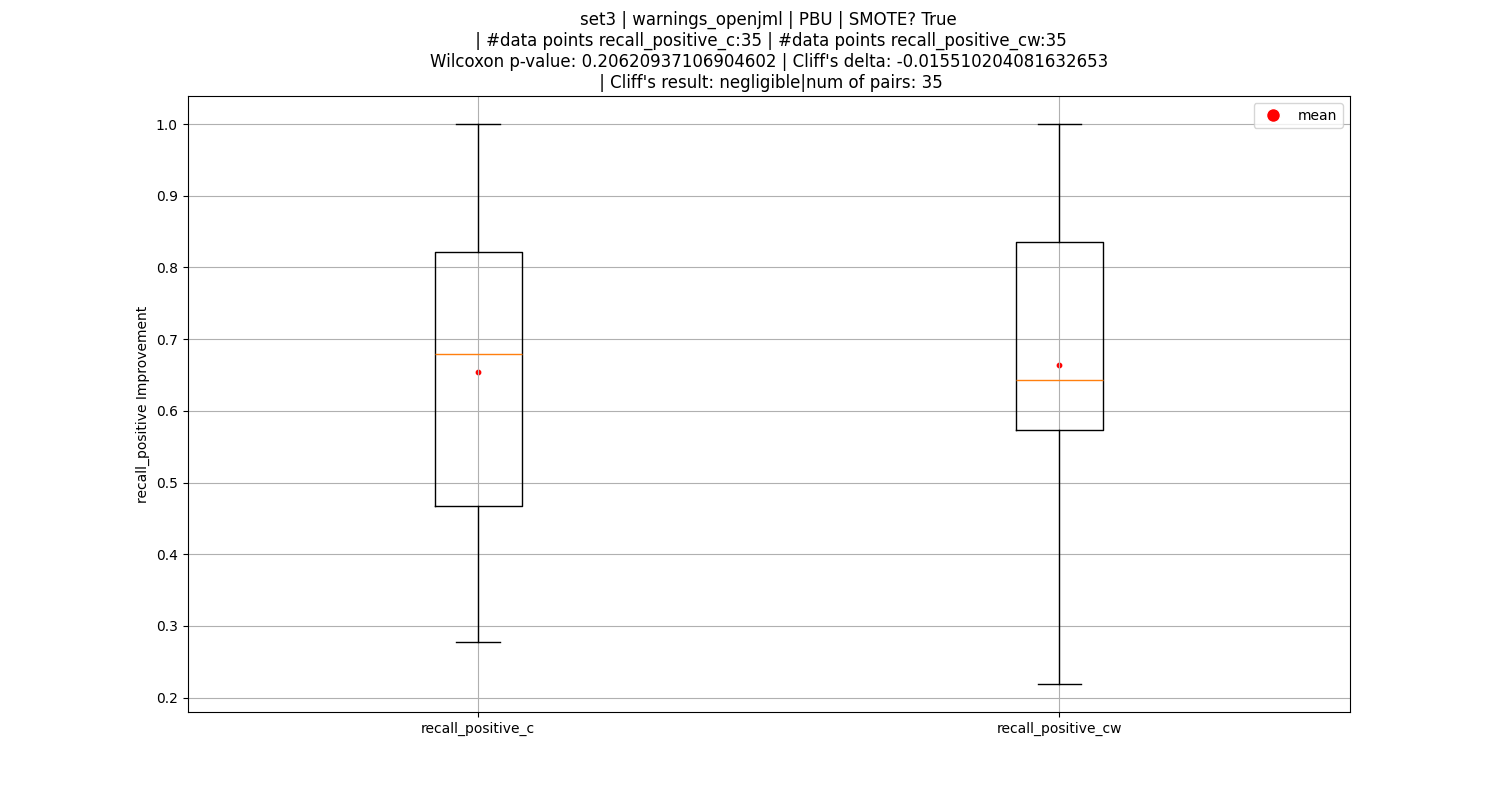 set3 | warnings_openjml | PBU | SMOTE? True
| #data points recall_positive_c:35 | #data points recall_positive_cw:35
Wilcoxon p-value: 0.20620937106904602 | Cliff's delta: -0.015510204081632653
| Cliff's result: negligible|num of pairs: 35
mean
1.0
0.9
0.8
0.7
0.6
0.5
0.4
0.3
0.2
recall_positive Improvement
recall_positive_c
recall_positive_cw